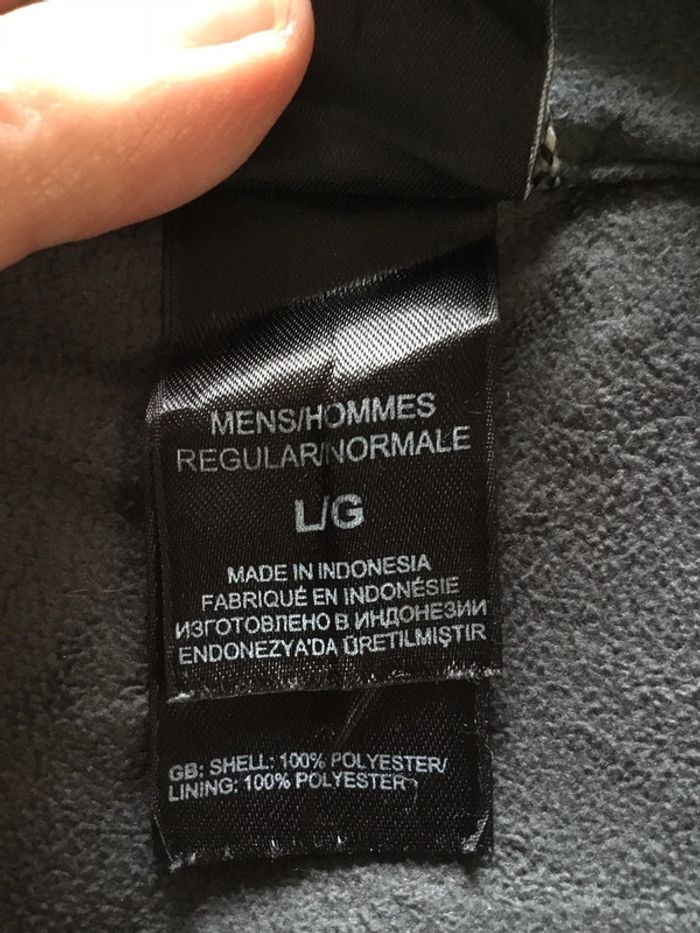 MENS/HOMMES
REGULAR/NORMALE
L/G
MADE IN INDONESIA
FABRIQUÉ EN INDONÉSIE
ИЗГОТОВЛЕНО В ИНДОНЕЗИИ
ENDONEZYA'DA ÜRETILMIŞTIR
GB: SHELL: 100% POLYESTER/
LINING: 100% POLYESTER